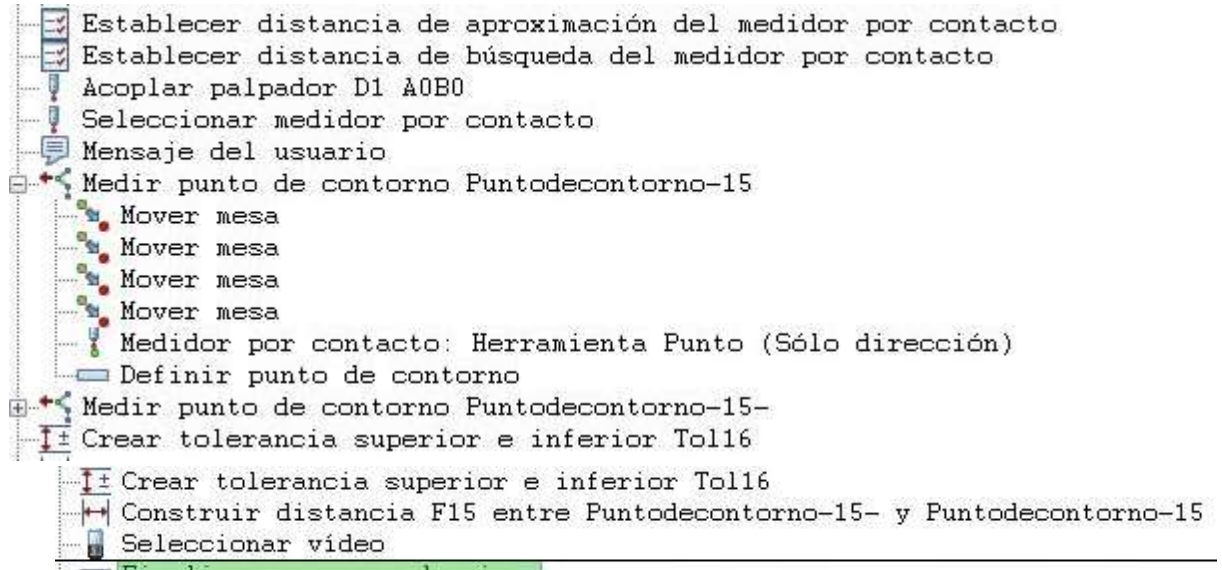 Establecer distancia de aproximación del medidor por contacto
Establecer distancia de búsqueda del medidor por contacto
Acoplar palpador D1 A0B0
Seleccionar medidor por contacto
Mensaje del usuario
Medir punto de contorno Puntodecontorno-15
Mover mesa
Mover mesa
Mover mesa
Mover mesa
Medidor por contacto: Herramienta Punto (Sólo dirección)
Definir punto de contorno
Medir punto de contorno Puntodecontorno-15-
Crear tolerancia superior e inferior Tol16
Crear tolerancia superior e inferior Tol16
Construir distancia F15 entre Puntodecontorno-15- y Puntodecontorno-15
Seleccionar vídeo